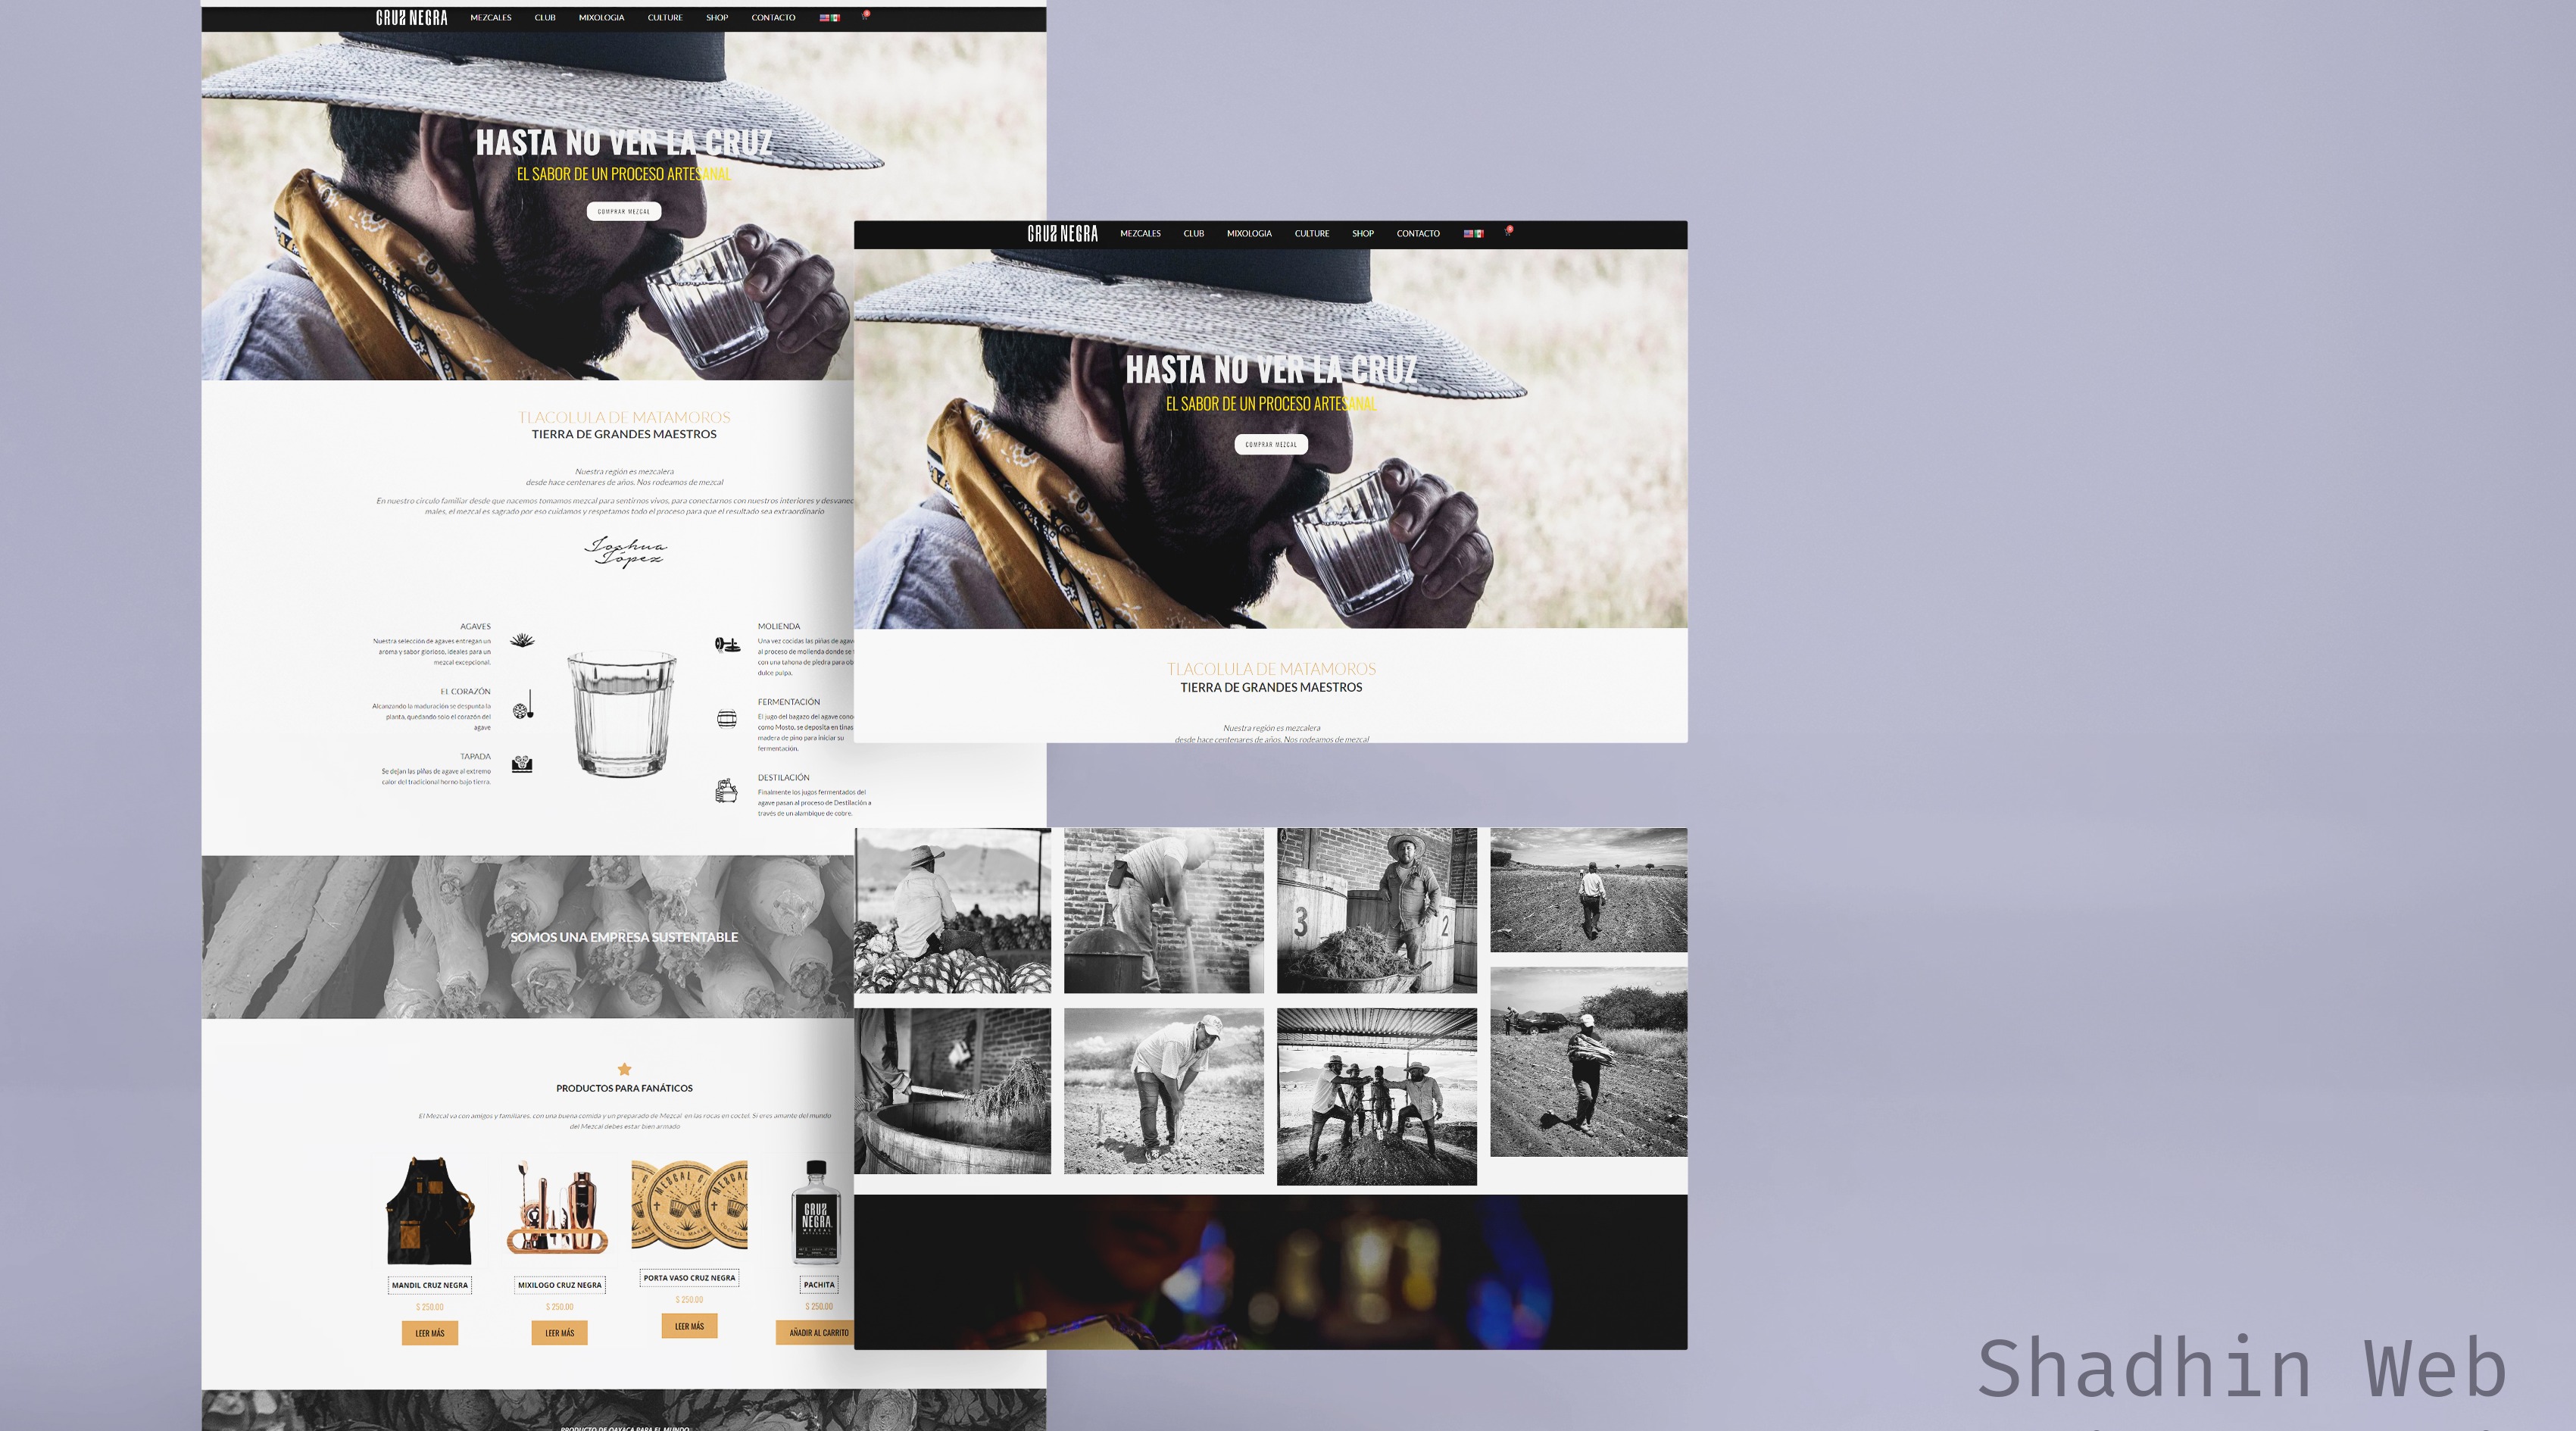 CRUZ NEGRA MEZCALES CLUB MIXOLOGIA CULTURE SHOP CONTACTO
HASTA NO VER LA CRUZ
EL SABOR DE UN PROCESO ARTESANAL
COMPRAR MEZCAL
TLACOLULA DE MATAMOROS
TIERRA DE GRANDES MAESTROS
Nuestra región es mezcalera
desde hace centenares de años. Nos rodeamos de mezcal
En nuestro circulo familiar desde que nacemos tomamos mezcal para sentirnos vivos, para conectarnos con nuestros interiores y
males, el mezcal es sagrado por eso cuidamos y respetamos todo el proceso para que el resultado sea extraordinario
Joshua
López
AGAVES
Nuestra selección de agaves entregan un
aroma y sabor glorioso, ideales para un
mezcal excepcional.
EL CORAZÓN
Alcanzando la maduración se despunta la
planta, quedando solo el corazón del
agave
TAPADA
Se dejan las piñas de agave al extremo
calor del tradicional horno bajo tierra.
MOLIENDA
Una vez cocidas las piñas de agave
al proceso de molienda donde se
con una tahona de piedra para
dulce pulpa.
FERMENTACIÓN
El jugo del bagazo del agave
como Mosto, se deposita en tinas
madera de pino para iniciar su
fermentación.
DESTILACIÓN
Finalmente los jugos fermentados del
agave pasan al proceso de Destilación a
través de un alambique de cobre.
SOMOS UNA EMPRESA SUSTENTABLE
PRODUCTOS PARA FANÁTICOS
El Mezcal va con amigos y familiares, con una buena comida y un preparado de Mezcal en las rocas en coctel. Si eres amante del mundo
del Mezcal debes estar bien armado
CRUZ
NEGRA
MEZCAL
MANDIL CRUZ NEGRA
$ 250.00
LEER MÁS
MIXILOGO CRUZ NEGRA
$ 250.00
LEER MÁS
PORTA VASO CRUZ NEGRA
$ 250.00
LEER MÁS
PACHITA
$ 250.00
AÑADIR AL CARRITO
PRODUCTO DE OAXACA PARA EL MUNDO
CRUZ NEGRA MEZCALES CLUB MIXOLOGIA CULTURE SHOP CONTACTO
HASTA NO VER LA CRUZ
EL SABOR DE UN PROCESO ARTESANAL
COMPRAR MEZCAL
TLACOLULA DE MATAMOROS
TIERRA DE GRANDES MAESTROS
Nuestra región es mezcalera
desde hace centenares de años. Nos rodeamos de mezcal
3
2
Shadhin Web